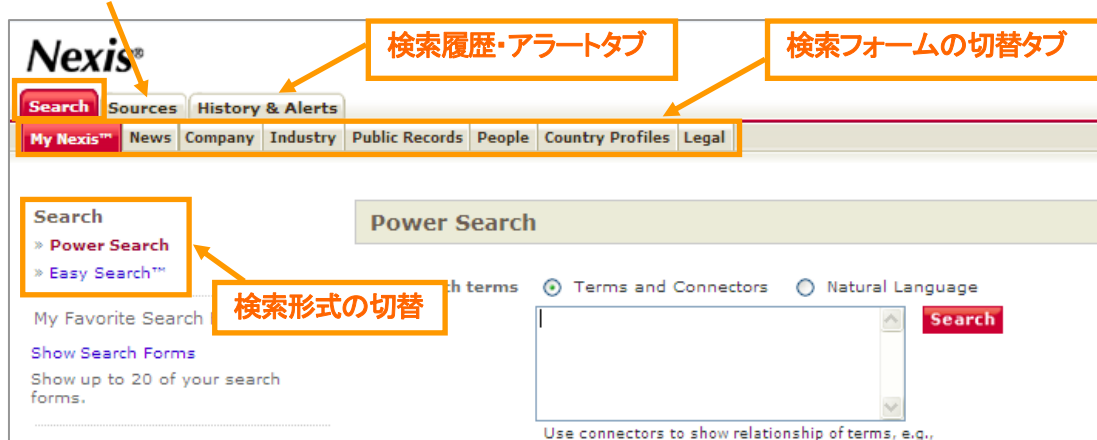 Nexis®
検索履歴・アラートタブ
検索フォームの切替タブ
Search Sources History & Alerts
My Nexis™ News Company Industry Public Records People Country Profiles Legal
Search
» Power Search
» Easy Search™
検索形式の切替
Power Search
terms
Terms and Connectors
Natural Language
Search
My Favorite Search
Show Search Forms
Show up to 20 of your search
forms.
Use connectors to show relationship of terms, e.g.,